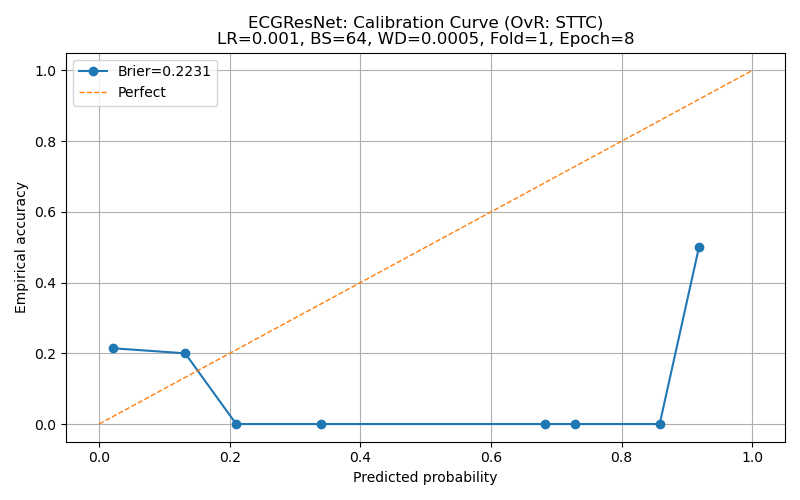 ECGResNet: Calibration Curve (OvR: STTC)
LR=0.001, BS=64, WD=0.0005, Fold=1, Epoch=8
Brier=0.2231
Perfect
1.0
0.8
0.6
0.4
0.2
0.0
Empirical accuracy
0.0 0.2 0.4 0.6 0.8 1.0
Predicted probability